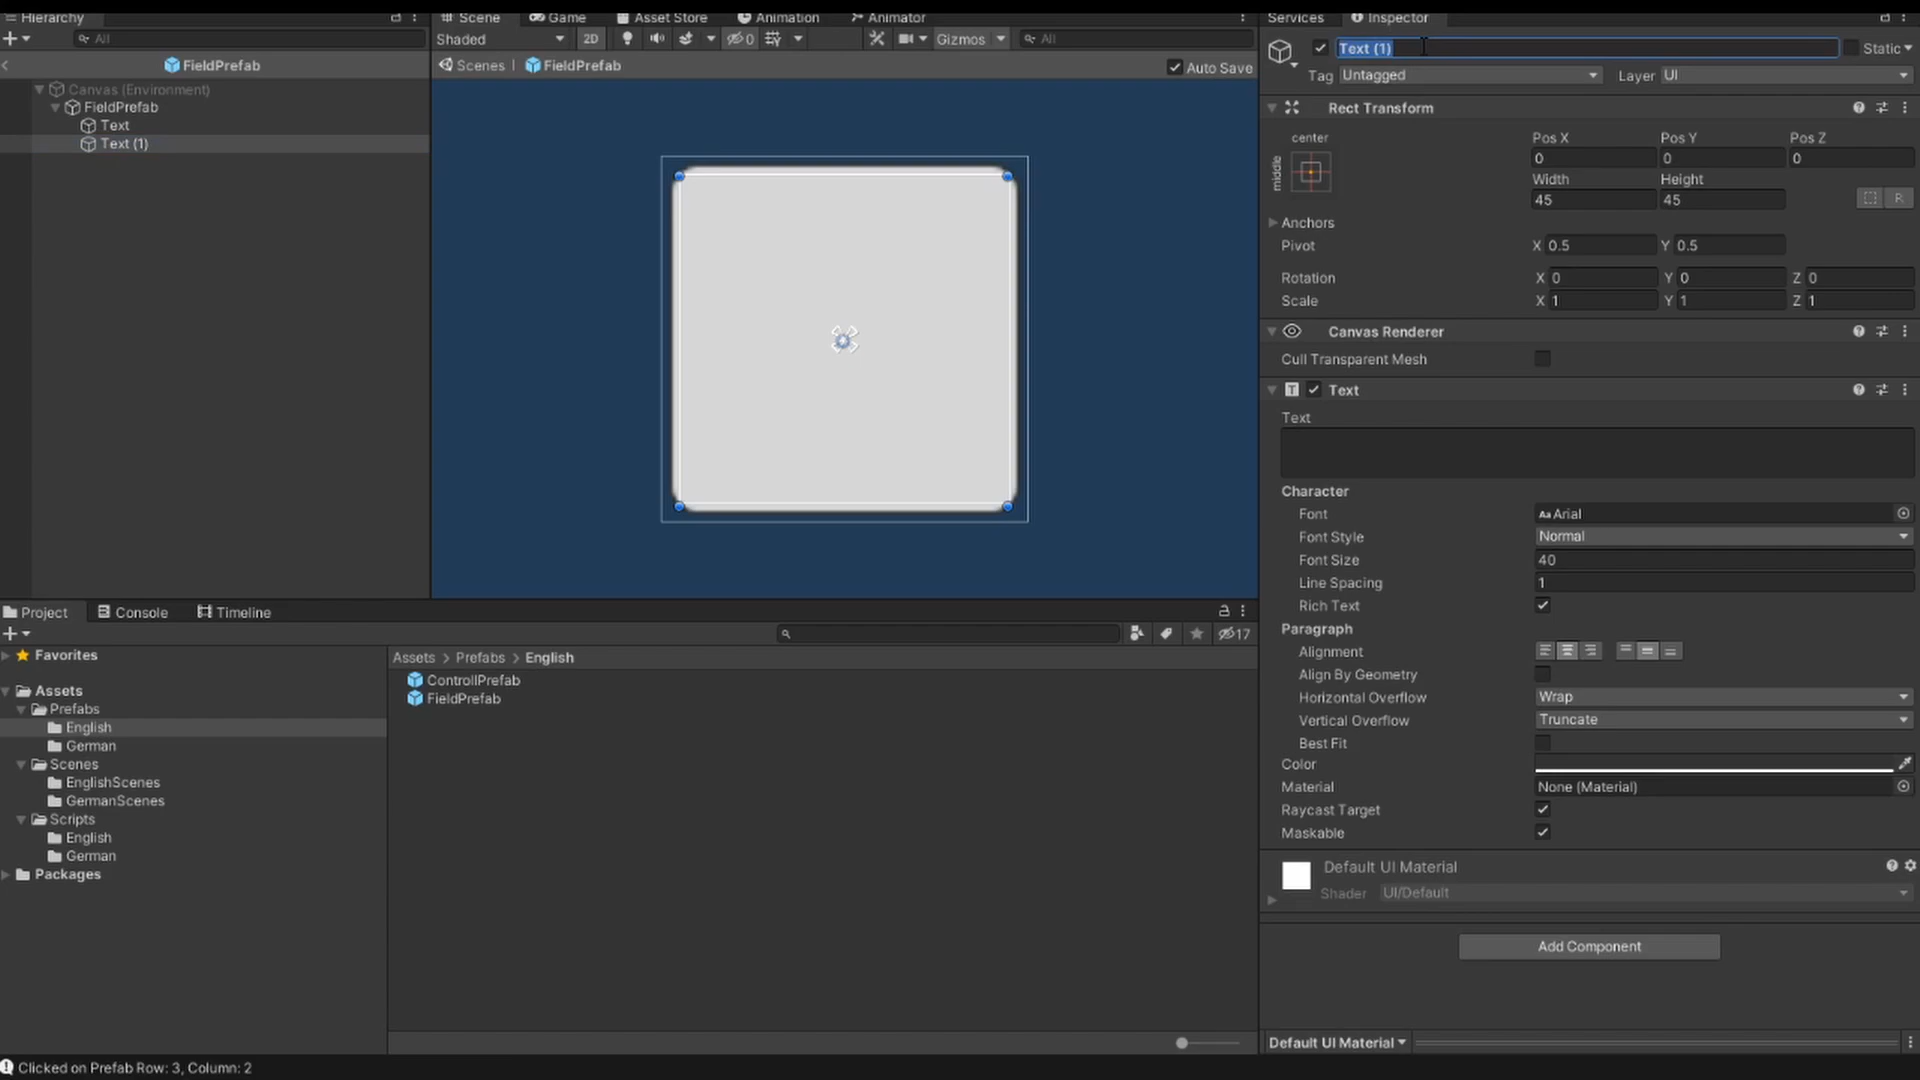 Hierarchy
Scene
Game
Asset Store
Animation
Animator
Services
Inspector
All
Shaded
2D
0
Gizmos
All
Text (1)
Static
FieldPrefab
Scenes
FieldPrefab
Auto Save
Tag
Untagged
Layer
UI
Canvas (Environment)
FieldPrefab
Text
Text (1)
Rect Transform
center
middle
Pos X
Pos Y
Pos Z
0
0
0
Width
Height
45
45
R
Anchors
Pivot
X 0.5
Y 0.5
Rotation
X 0
Y 0
Z 0
Scale
X 1
Y 1
Z 1
Canvas Renderer
Cull Transparent Mesh
Text
Text
Character
Font
Aa Arial
Font Style
Normal
Font Size
40
Line Spacing
1
Rich Text
Paragraph
Alignment
Align By Geometry
Horizontal Overflow
Wrap
Vertical Overflow
Truncate
Best Fit
Color
Material
None (Material)
Raycast Target
Maskable
Default UI Material
Shader
UI/Default
Add Component
Default UI Material
Project
Console
Timeline
17
Favorites
Assets
Prefabs
English
German
Scenes
EnglishScenes
GermanScenes
Scripts
English
German
Packages
Assets > Prefabs > English
ControllPrefab
FieldPrefab
Clicked on Prefab Row: 3, Column: 2